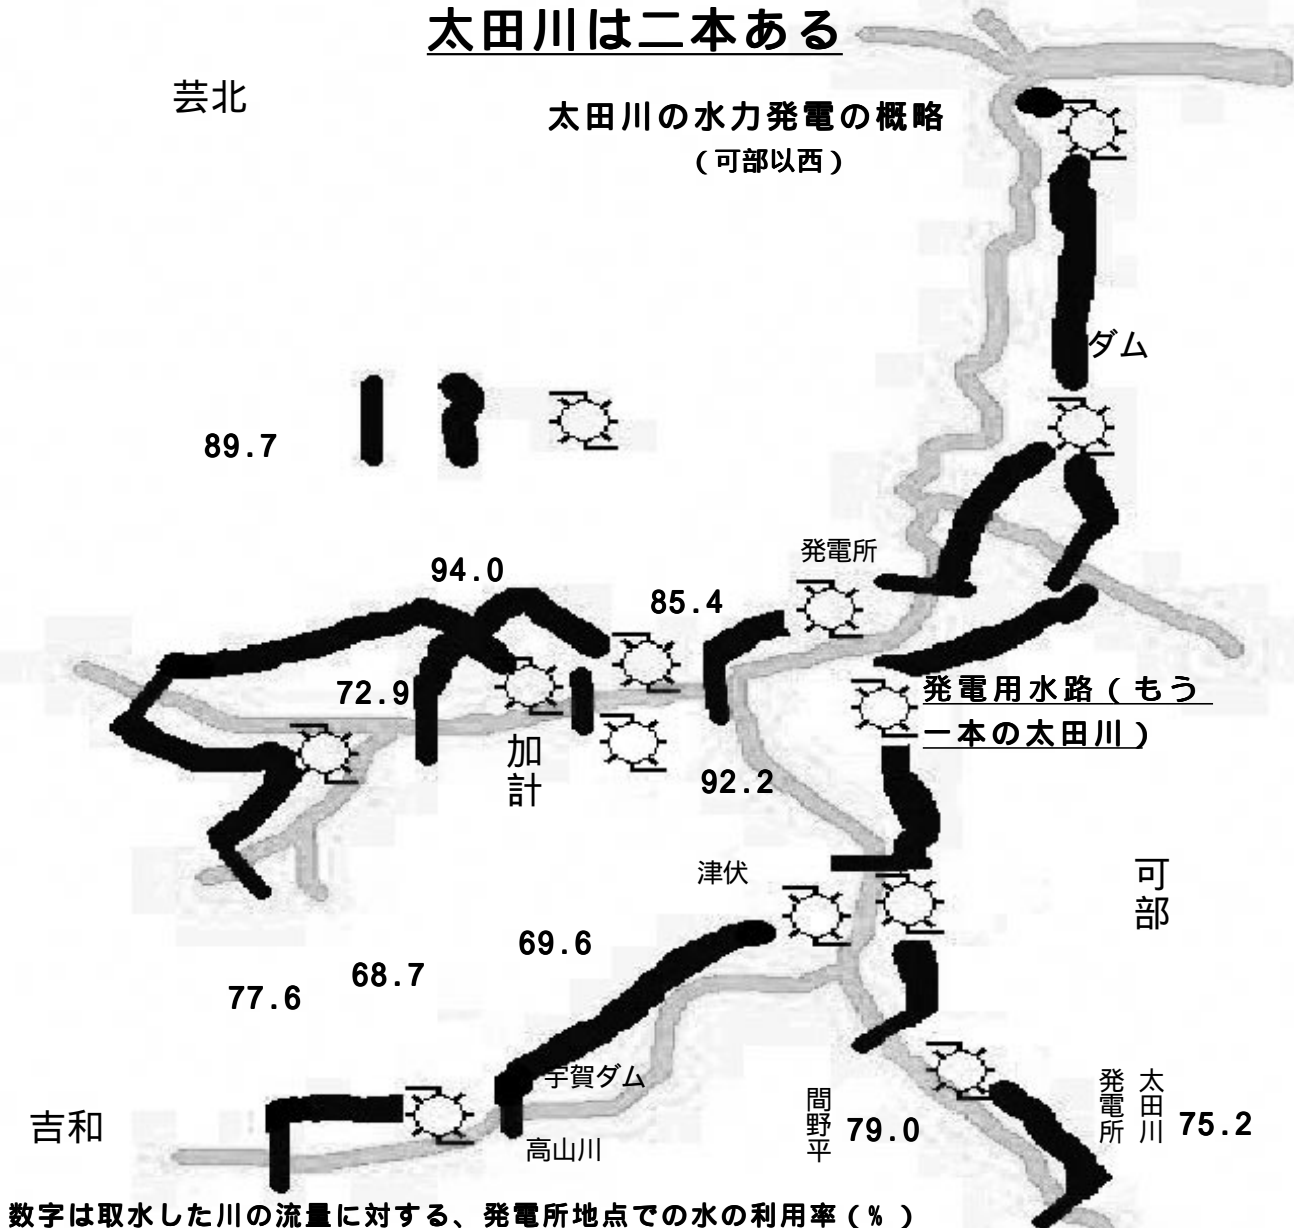 太田川は二本ある
芸北
太田川の水力発電の概略
(可部以西)
ダム
89.7
発電所
94.0
85.4
72.9
発電用水路(もう
一本の太田川)
加計
92.2
津伏
可部
69.6
68.7
77.6
宇賀ダム
吉和
高山川
間野平
79.0
太田川
発電所
75.2
数字は取水した川の流量に対する、発電所地点での水の利用率(%)